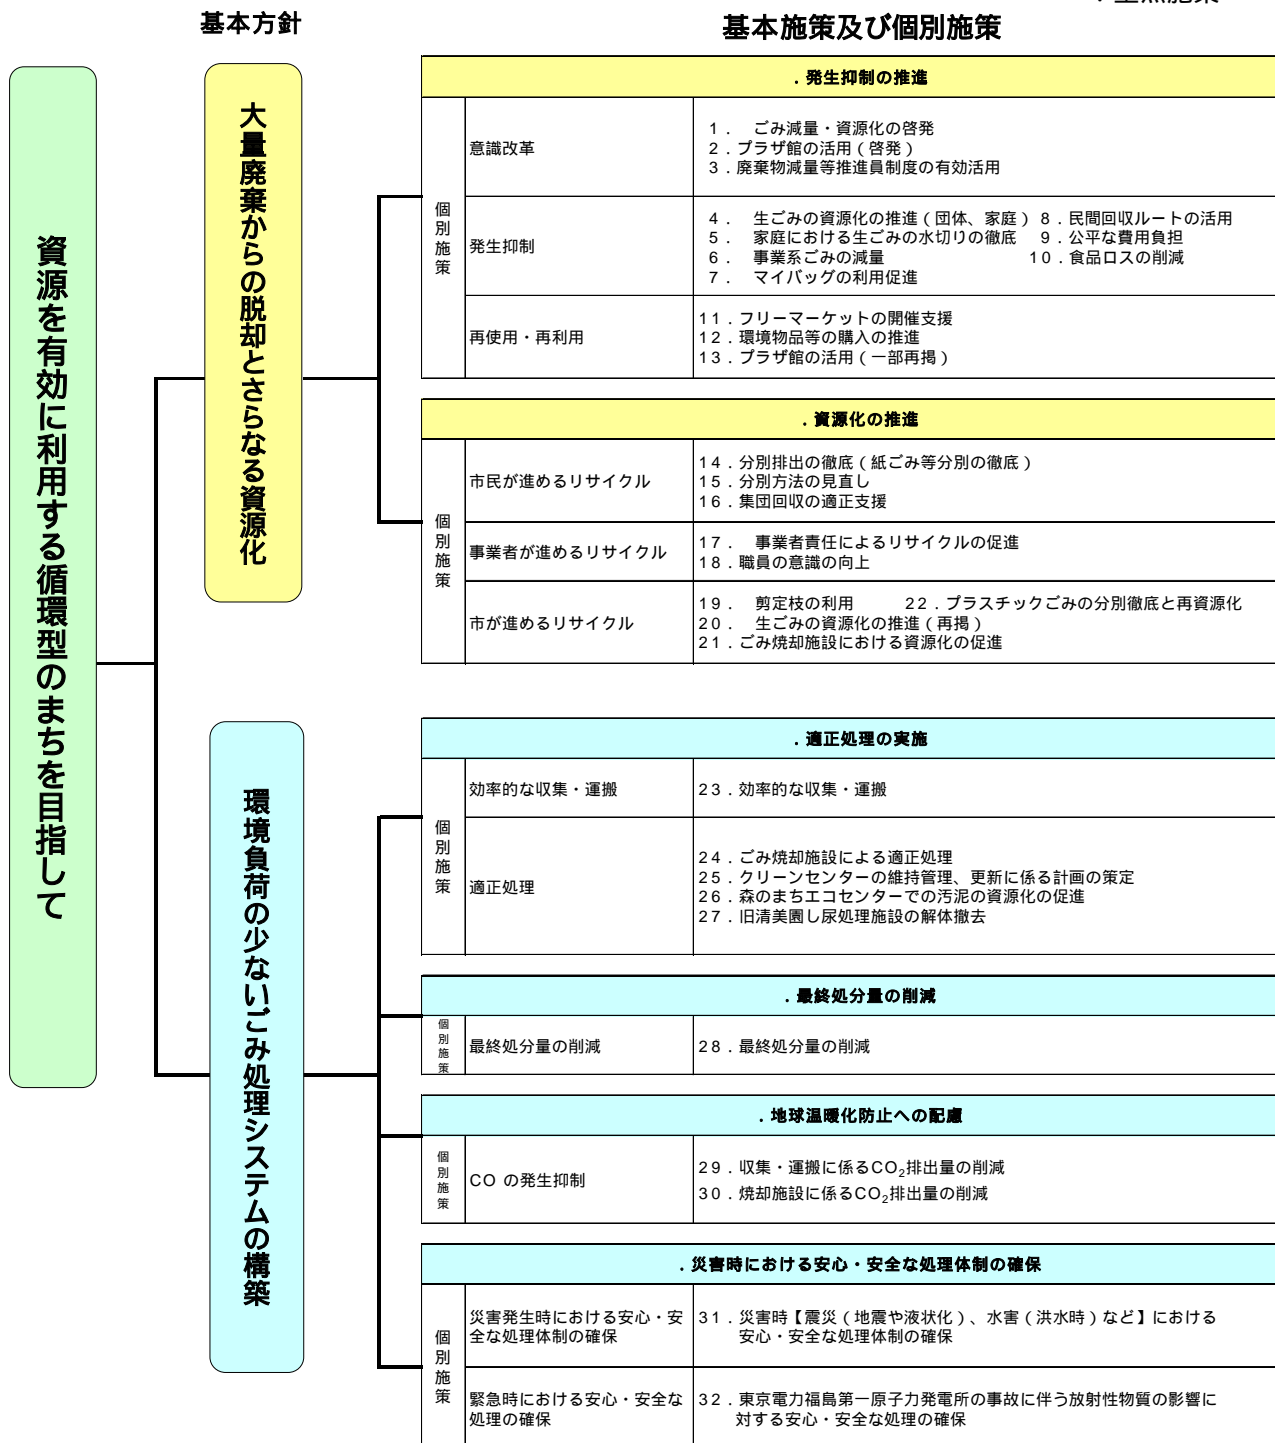 基本方針
基本施策及び個別施策
資源を有効に利用する循環型のまちを目指して
大量廃棄からの脱却とさらなる資源化
．発生抑制の推進
個別施策
意識改革
１．　ごみ減量・資源化の啓発
２．プラザ館の活用（啓発）
３．廃棄物減量等推進員制度の有効活用
発生抑制
４．　生ごみの資源化の推進（団体、家庭）８．民間回収ルートの活用
５．　家庭における生ごみの水切りの徹底　９．公平な費用負担
６．　事業系ごみの減量　１０．食品ロスの削減
７．　マイバッグの利用促進
再使用・再利用
１１．フリーマーケットの開催支援
１２．環境物品等の購入の推進
１３．プラザ館の活用（一部再掲）
．資源化の推進
個別施策
市民が進めるリサイクル
１４．分別排出の徹底（紙ごみ等分別の徹底）
１５．分別方法の見直し
１６．集団回収の適正支援
事業者が進めるリサイクル
１７．　事業者責任によるリサイクルの促進
１８．職員の意識の向上
市が進めるリサイクル
１９．　剪定枝の利用　２２．プラスチックごみの分別徹底と再資源化
２０．　生ごみの資源化の推進（再掲）
２１．ごみ焼却施設における資源化の促進
環境負荷の少ないごみ処理システムの構築
．適正処理の実施
個別施策
効率的な収集・運搬
２３．効率的な収集・運搬
適正処理
２４．ごみ焼却施設による適正処理
２５．クリーンセンターの維持管理、更新に係る計画の策定
２６．森のまちエコセンターでの汚泥の資源化の促進
２７．旧清美園し尿処理施設の解体撤去
．最終処分量の削減
個別施策
最終処分量の削減
２８．最終処分量の削減
．地球温暖化防止への配慮
個別施策
CO の発生抑制
２９．収集・運搬に係るCO₂排出量の削減
３０．焼却施設に係るCO₂排出量の削減
．災害時における安心・安全な処理体制の確保
個別施策
災害発生時における安心・安
全な処理体制の確保
３１．災害時【震災（地震や液状化）、水害（洪水時）など】における
安心・安全な処理体制の確保
緊急時における安心・安全な
処理の確保
３２．東京電力福島第一原子力発電所の事故に伴う放射性物質の影響に
対する安心・安全な処理の確保